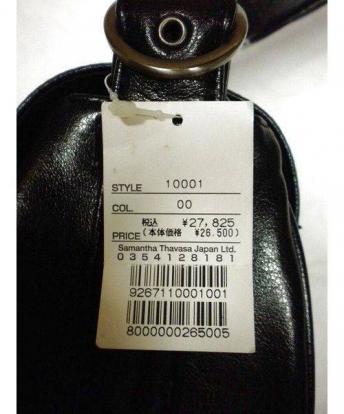 STYLE 10001
COL. 00
税込 ¥27,825
PRICE (本体価格 ¥26,500)
Samantha Thavasa Japan Ltd.
0354128181
9267110001001
8000000265005